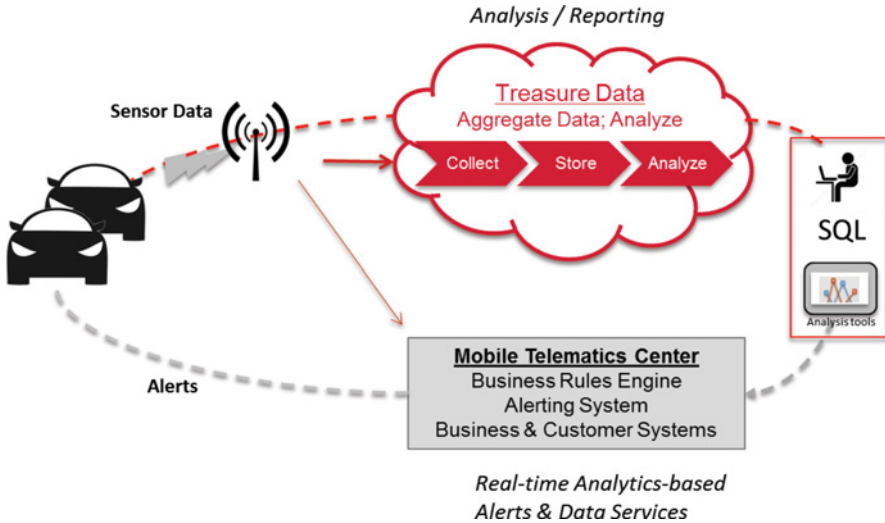 Analysis / Reporting
Sensor Data
Treasure Data
Aggregate Data; Analyze
Collect
Store
Analyze
SQL
Analysis tools
Mobile Telematics Center
Business Rules Engine
Alerting System
Business & Customer Systems
Alerts
Real-time Analytics-based
Alerts & Data Services